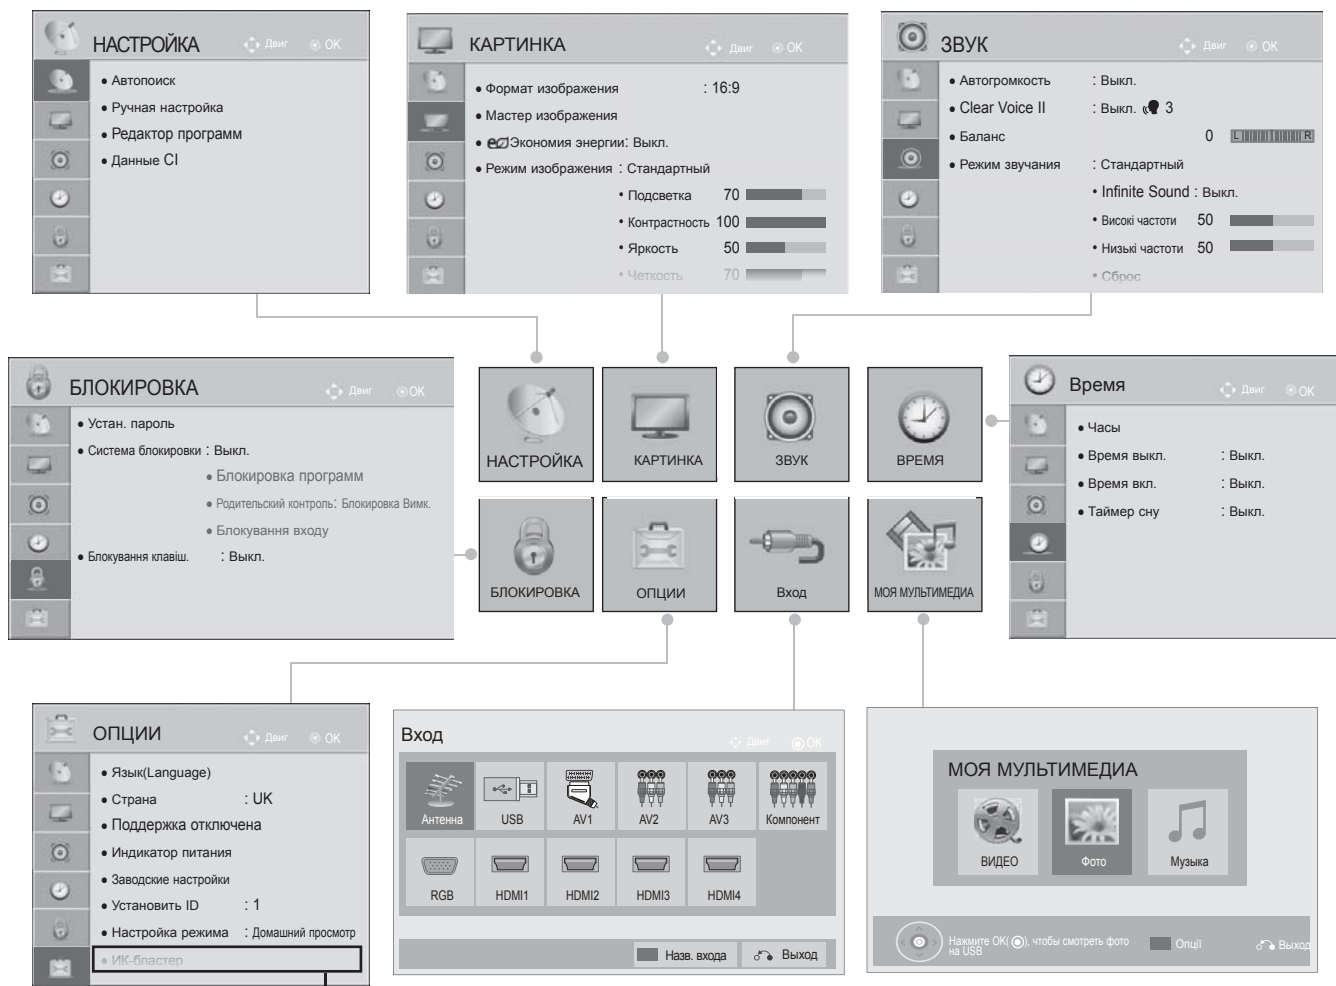 НАСТРОЙКА Двиг OK
• Автопоиск
• Ручная настройка
• Редактор программ
• Данные CI
КАРТИНКА Двиг OK
• Формат изображения : 16:9
• Мастер изображения
• eco Экономия энергии: Выкл.
• Режим изображения : Стандартный
• Подсветка 70
• Контрастность 100
• Яркость 50
• Четкость 70
ЗВУК Двиг OK
• Автогромкость : Выкл.
• Clear Voice II : Выкл. 3
• Баланс 0 L R
• Режим звучания : Стандартный
• Infinite Sound : Выкл.
• Високі частоти 50
• Низькі частоти 50
• Сброс
БЛОКИРОВКА Двиг OK
• Устан. пароль
• Система блокировки : Выкл.
• Блокировка программ
• Родительский контроль: Блокировка Вимк.
• Блокування входу
• Блокування клавіш. : Выкл.
НАСТРОЙКА
КАРТИНКА
ЗВУК
ВРЕМЯ
БЛОКИРОВКА
ОПЦИИ
Вход
МОЯ МУЛЬТИМЕДИА
Время Двиг OK
• Часы
• Время выкл. : Выкл.
• Время вкл. : Выкл.
• Таймер сну : Выкл.
ОПЦИИ Двиг OK
• Язык(Language)
• Страна : UK
• Поддержка отключена
• Индикатор питания
• Заводские настройки
• Установить ID : 1
• Настройка режима : Домашний просмотр
• ИК-бластер
Вход Двиг OK
Антенна USB AV1 AV2 AV3 Компонент
RGB HDMI1 HDMI2 HDMI3 HDMI4
Назв. входа Выход
МОЯ МУЛЬТИМЕДИА
ВИДЕО Фото Музыка
Нажмите OK(◉), чтобы смотреть фото
на USB
Опції Выход